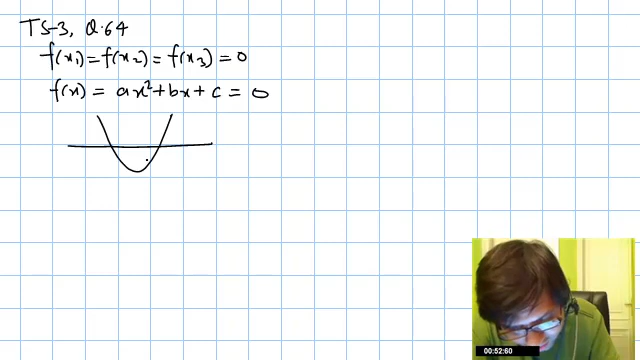 TS-3, Q.64
f(x₁) = f(x₂) = f(x₃) = 0
f(x) = ax² + bx + c = 0
00:52:60